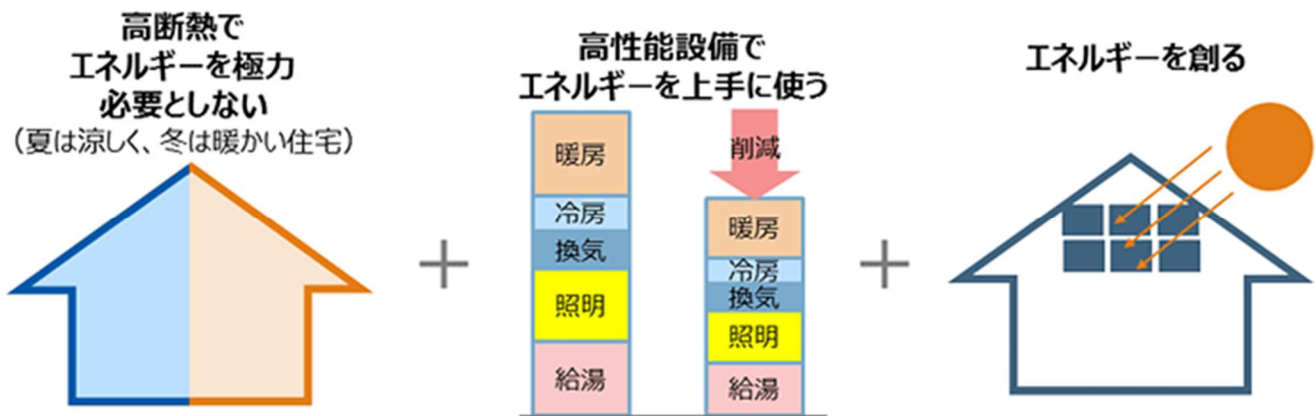 高断熱で
エネルギーを極力
必要としない
（夏は涼しく、冬は暖かい住宅）
高性能設備で
エネルギーを上手に使う
暖房
冷房
換気
照明
給湯
削減
暖房
冷房
換気
照明
給湯
エネルギーを創る